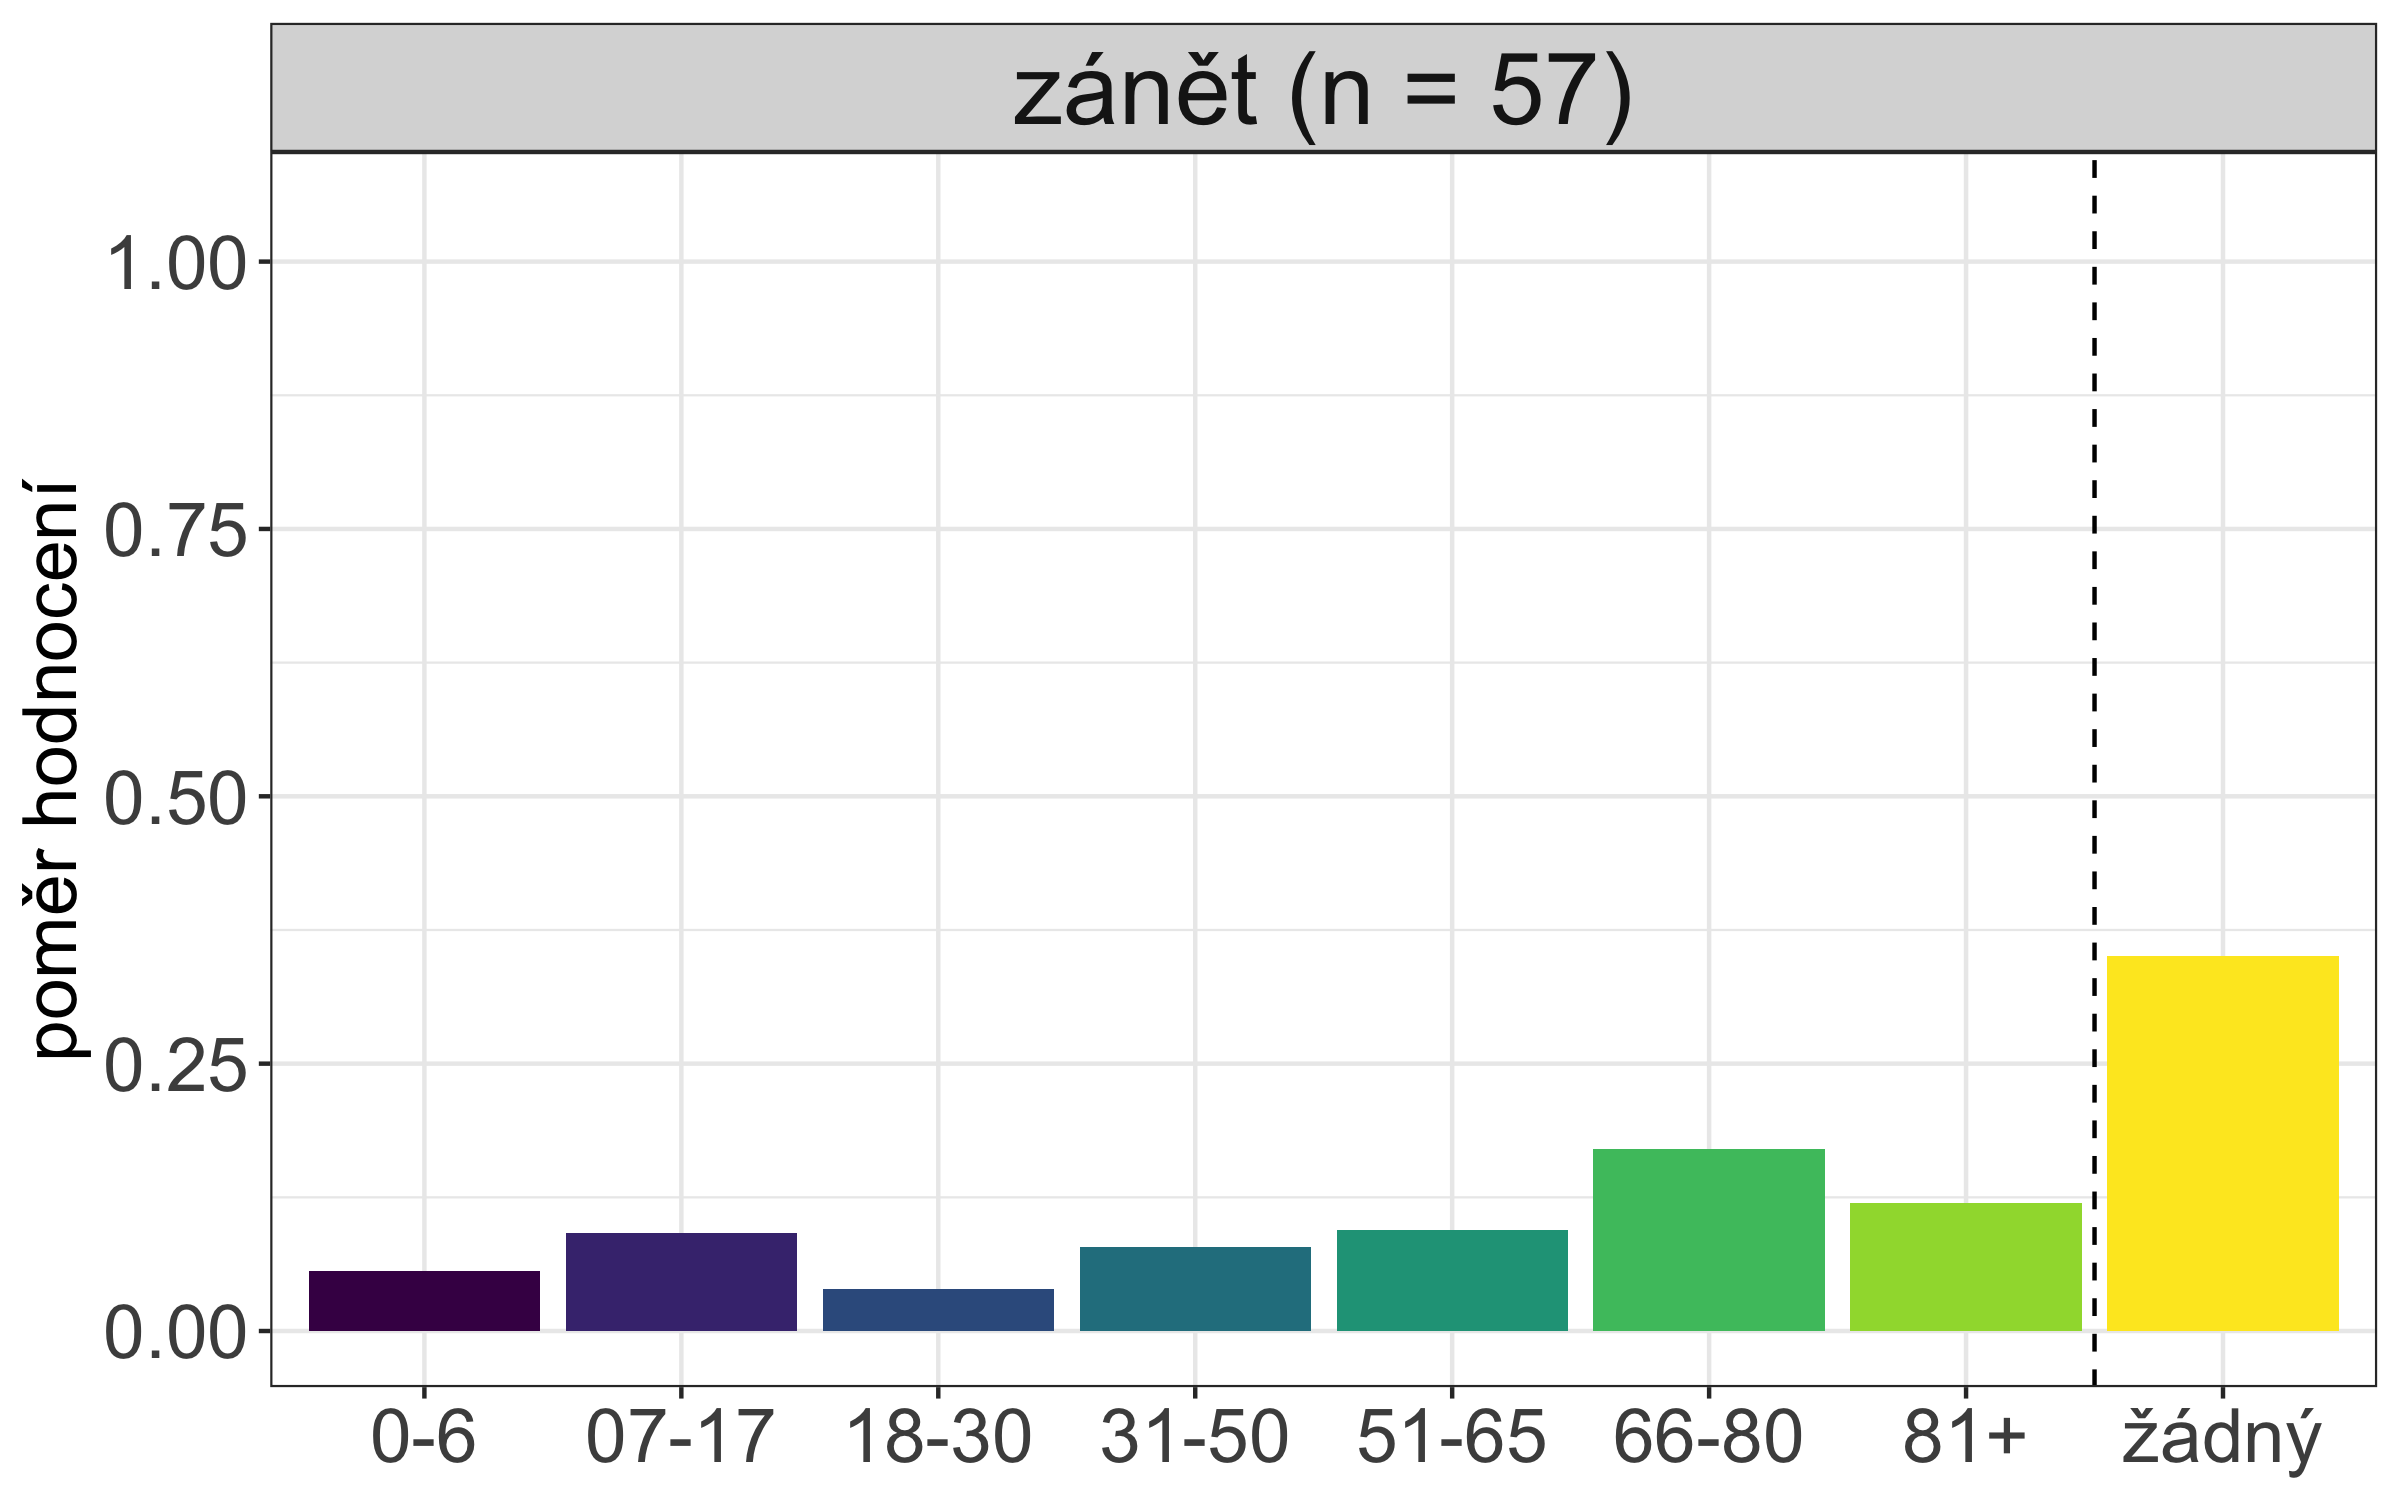 zánět (n = 57)
poměr hodnocení
1.00
0.75
0.50
0.25
0.00
0-6 07-17 18-30 31-50 51-65 66-80 81+ žádný